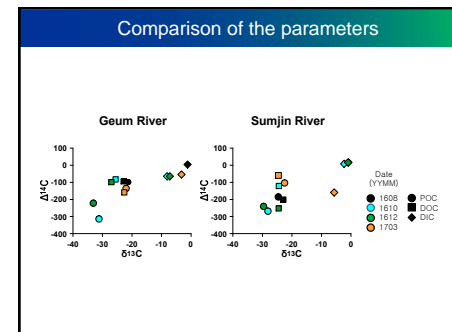 Comparison of the parameters
Geum River
Sumjin River
100
0
-100
-200
-300
-400
Δ14C
-40 -30 -20 -10 0
δ13C
100
0
-100
-200
-300
-400
Δ14C
-40 -30 -20 -10 0
δ13C
Date
(YYMM)
1608 POC
1610 DOC
1612 DIC
1703